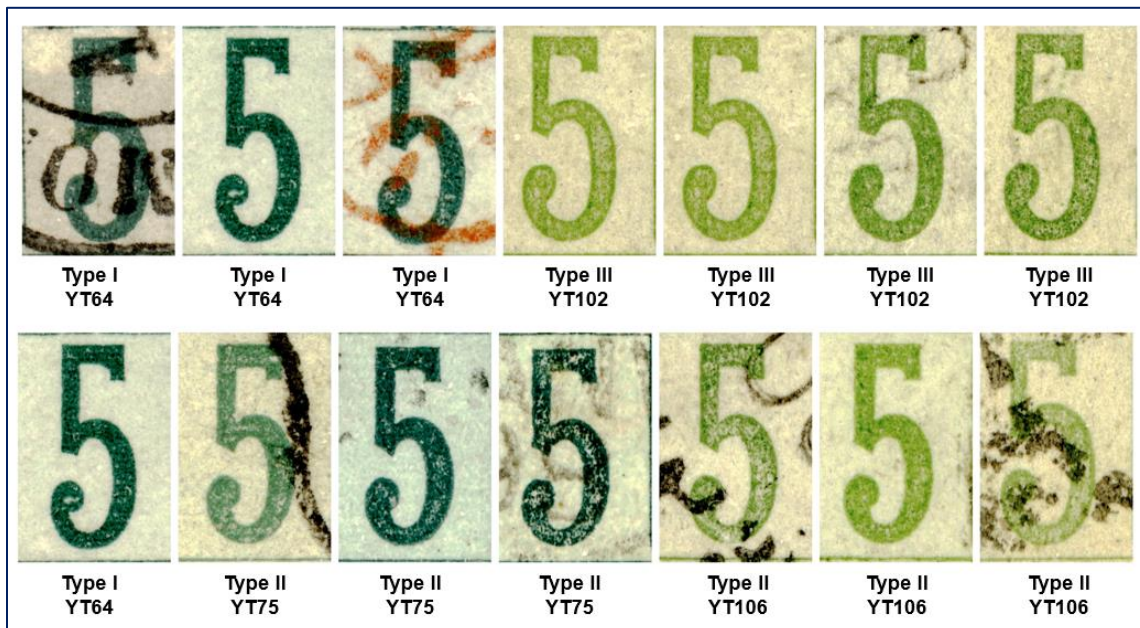 5 5 5 5 5 5 5
Type I Type I Type I Type III Type III Type III Type III
YT64 YT64 YT64 YT102 YT102 YT102 YT102
5 5 5 5 5 5 5
Type I Type II Type II Type II Type II Type II Type II
YT64 YT75 YT75 YT75 YT106 YT106 YT106